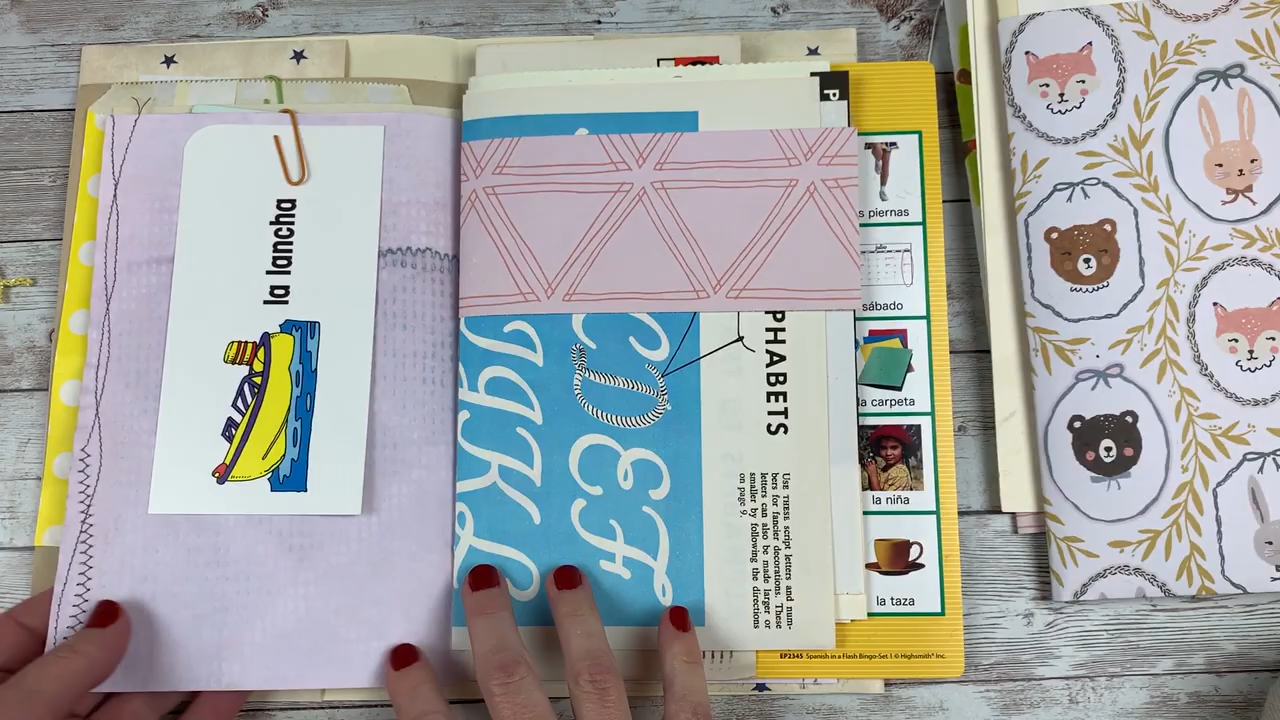 la lancha
PHABETS
USE THESE script letters and num-
bers for fancier decorations. These
letters can also be made larger or
smaller by following the directions
on page 9.
P
s piernas
julio
sábado
la carpeta
la niña
la taza
EP2345 Spanish in a Flash Bingo-Set 1 © Highsmith® Inc.